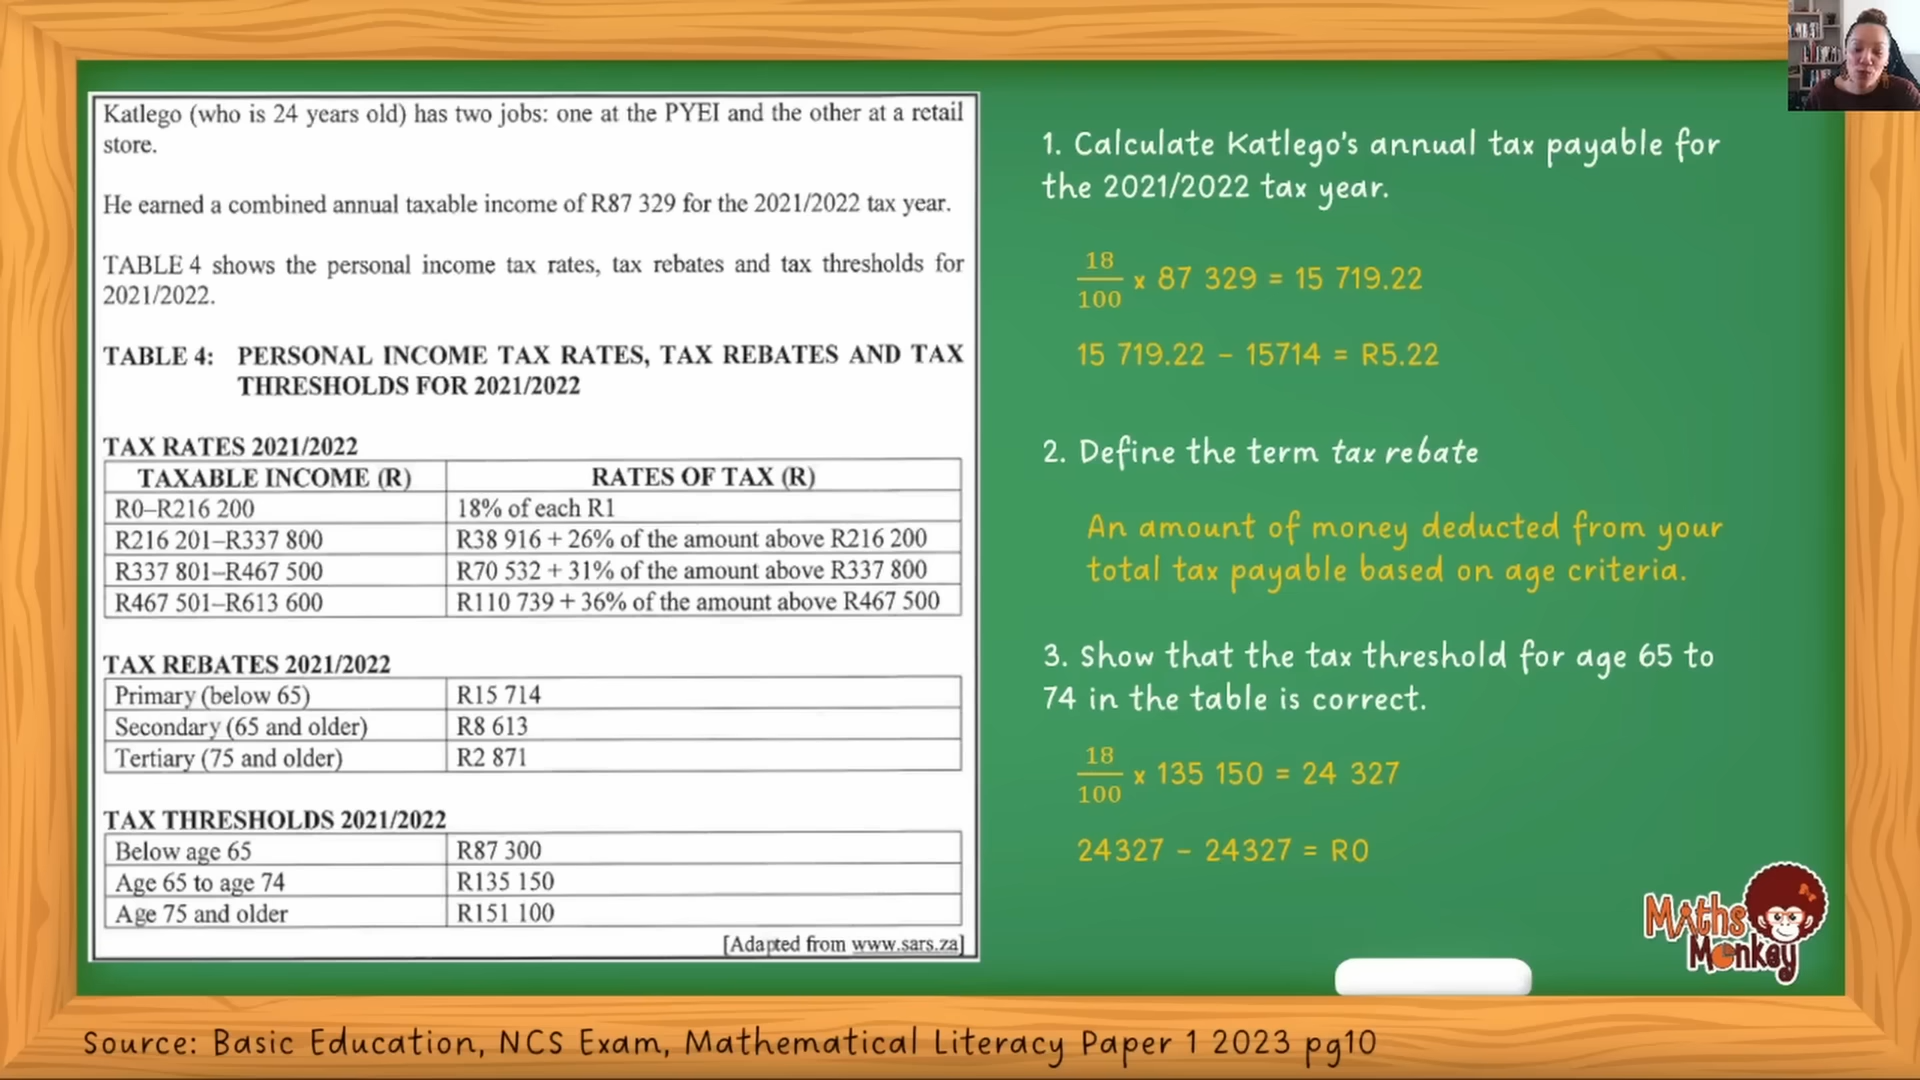 Katlego (who is 24 years old) has two jobs: one at the PYEI and the other at a retail
store.
He earned a combined annual taxable income of R87 329 for the 2021/2022 tax year.
TABLE 4 shows the personal income tax rates, tax rebates and tax thresholds for
2021/2022.
TABLE 4: PERSONAL INCOME TAX RATES, TAX REBATES AND TAX
THRESHOLDS FOR 2021/2022
TAX RATES 2021/2022
TAXABLE INCOME (R) RATES OF TAX (R)
R0–R216 200 18% of each R1
R216 201–R337 800 R38 916 + 26% of the amount above R216 200
R337 801–R467 500 R70 532 + 31% of the amount above R337 800
R467 501–R613 600 R110 739 + 36% of the amount above R467 500
TAX REBATES 2021/2022
Primary (below 65) R15 714
Secondary (65 and older) R8 613
Tertiary (75 and older) R2 871
TAX THRESHOLDS 2021/2022
Below age 65 R87 300
Age 65 to age 74 R135 150
Age 75 and older R151 100
[Adapted from www.sars.za]
1. Calculate Katlego's annual tax payable for
the 2021/2022 tax year.
18/100 x 87 329 = 15 719.22
15 719.22 - 15714 = R5.22
2. Define the term tax rebate
An amount of money deducted from your
total tax payable based on age criteria.
3. Show that the tax threshold for age 65 to
74 in the table is correct.
18/100 x 135 150 = 24 327
24327 - 24327 = R0
Maths
Monkey
Source: Basic Education, NCS Exam, Mathematical Literacy Paper 1 2023 pg10